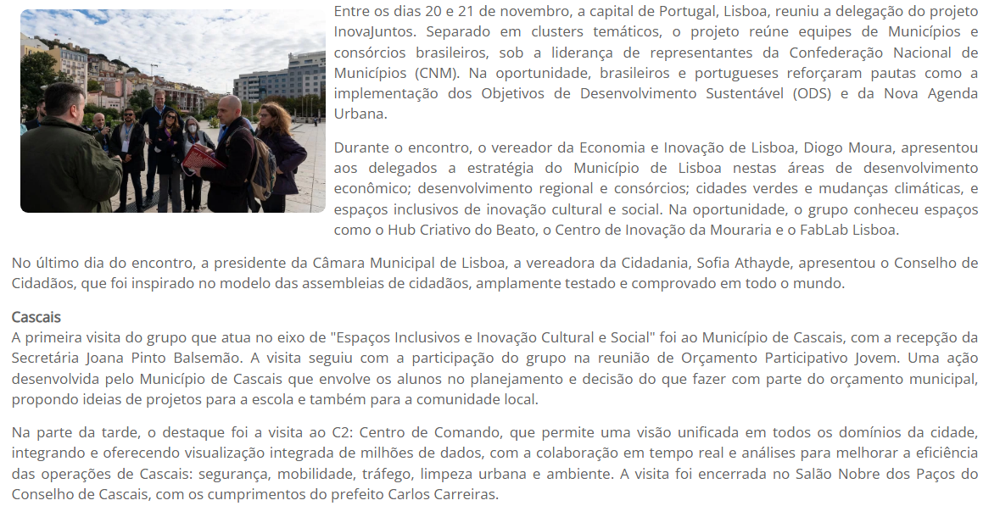 Entre os dias 20 e 21 de novembro, a capital de Portugal, Lisboa, reuniu a delegação do projeto
InovaJuntos. Separado em clusters temáticos, o projeto reúne equipes de Municípios e
consórcios brasileiros, sob a liderança de representantes da Confederação Nacional de
Municípios (CNM). Na oportunidade, brasileiros e portugueses reforçaram pautas como a
implementação dos Objetivos de Desenvolvimento Sustentável (ODS) e da Nova Agenda
Urbana.
Durante o encontro, o vereador da Economia e Inovação de Lisboa, Diogo Moura, apresentou
aos delegados a estratégia do Município de Lisboa nestas áreas de desenvolvimento
econômico; desenvolvimento regional e consórcios; cidades verdes e mudanças climáticas, e
espaços inclusivos de inovação cultural e social. Na oportunidade, o grupo conheceu espaços
como o Hub Criativo do Beato, o Centro de Inovação da Mouraria e o FabLab Lisboa.
No último dia do encontro, a presidente da Câmara Municipal de Lisboa, a vereadora da Cidadania, Sofia Athayde, apresentou o Conselho de
Cidadãos, que foi inspirado no modelo das assembleias de cidadãos, amplamente testado e comprovado em todo o mundo.
Cascais
A primeira visita do grupo que atua no eixo de "Espaços Inclusivos e Inovação Cultural e Social" foi ao Município de Cascais, com a recepção da
Secretária Joana Pinto Balsemão. A visita seguiu com a participação do grupo na reunião de Orçamento Participativo Jovem. Uma ação
desenvolvida pelo Município de Cascais que envolve os alunos no planejamento e decisão do que fazer com parte do orçamento municipal,
propondo ideias de projetos para a escola e também para a comunidade local.
Na parte da tarde, o destaque foi a visita ao C2: Centro de Comando, que permite uma visão unificada em todos os domínios da cidade,
integrando e oferecendo visualização integrada de milhões de dados, com a colaboração em tempo real e análises para melhorar a eficiência
das operações de Cascais: segurança, mobilidade, tráfego, limpeza urbana e ambiente. A visita foi encerrada no Salão Nobre dos Paços do
Conselho de Cascais, com os cumprimentos do prefeito Carlos Carreiras.